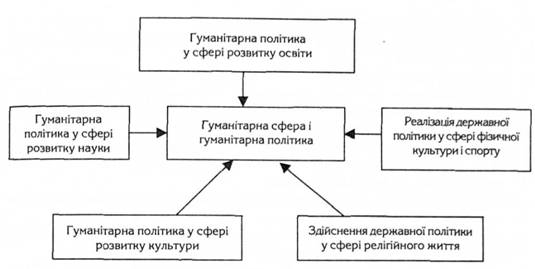 Гуманітарна політика
у сфері розвитку освіти
Гуманітарна
політика у сфері
розвитку науки
Гуманітарна сфера і
гуманітарна політика
Реалізація державної
політики у сфері фізичної
культури і спорту
Гуманітарна політика у сфері
розвитку культури
Здійснення державної політики
у сфері релігійного життя